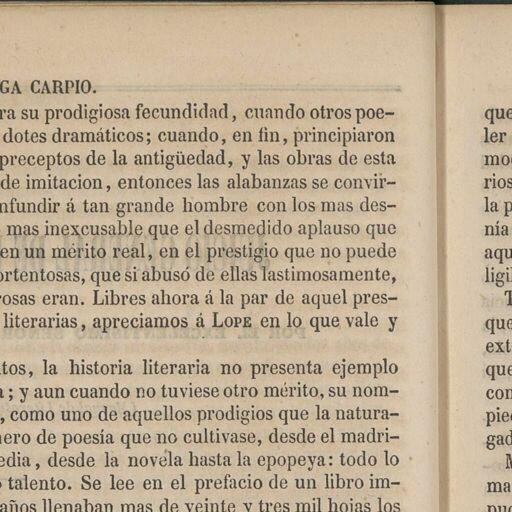 GA CARPIO.
ra su prodigiosa fecundidad, cuando otros poe-
dotes dramáticos; cuando, en fin, principiaron
preceptos de la antigüedad, y las obras de esta
de imitacion, entonces las alabanzas se convir-
nfundir á tan grande hombre con los mas des-
mas inexcusable que el desmedido aplauso que
en un mérito real, en el prestigio que no puede
ortentosas, que si abusó de ellas lastimosamente,
rosas eran. Libres ahora á la par de aquel pres-
literarias, apreciamos á LOPE en lo que vale y
tos, la historia literaria no presenta ejemplo
a; y aun cuando no tuviese otro mérito, su nom-
, como uno de aquellos prodigios que la natura-
nero de poesía que no cultivase, desde el madri-
edia, desde la novela hasta la epopeya: todo lo
talento. Se lee en el prefacio de un libro im-
años llenaban mas de veinte y tres mil hojas los
que
ler
mod
rios
la p
nía
aqu
ligil
T
que
ext
que
con
pie
gad
M
ma